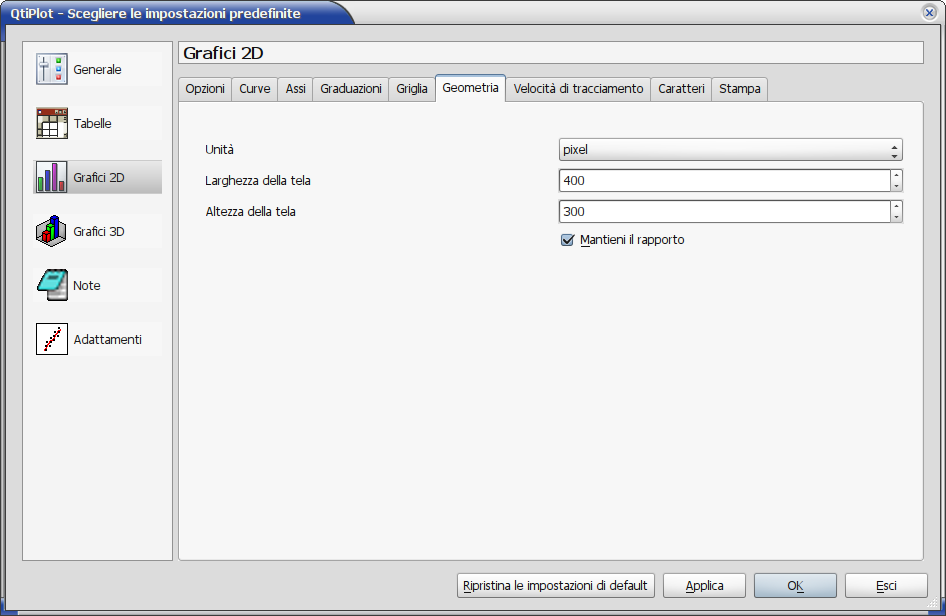 QtiPlot - Scegliere le impostazioni predefinite
Generale
Tabelle
Grafici 2D
Grafici 3D
Note
Adattamenti
Grafici 2D
Opzioni Curve Assi Graduazioni Griglia Geometria Velocità di tracciamento Caratteri Stampa
Unità pixel
Larghezza della tela 400
Altezza della tela 300
Mantieni il rapporto
Ripristina le impostazioni di default Applica OK Esci